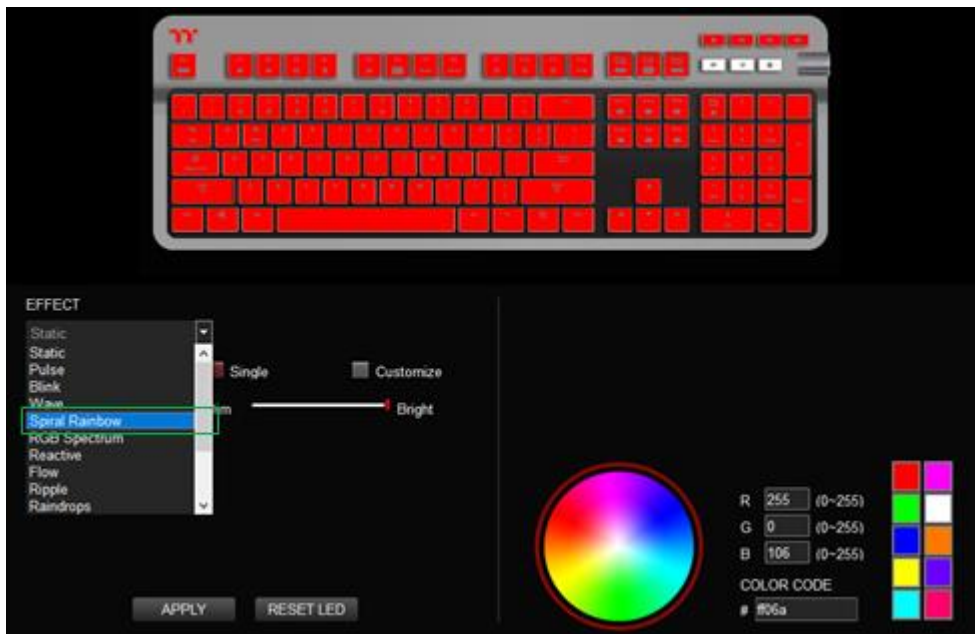 EFFECT
Static
Static
Pulse
Blink
Wave
Spiral Rainbow
RGB Spectrum
Reactive
Flow
Ripple
Raindrops
Single
Customize
Bright
APPLY
RESET LED
R 255 (0~255)
G 0 (0~255)
B 106 (0~255)
COLOR CODE
# ff06a